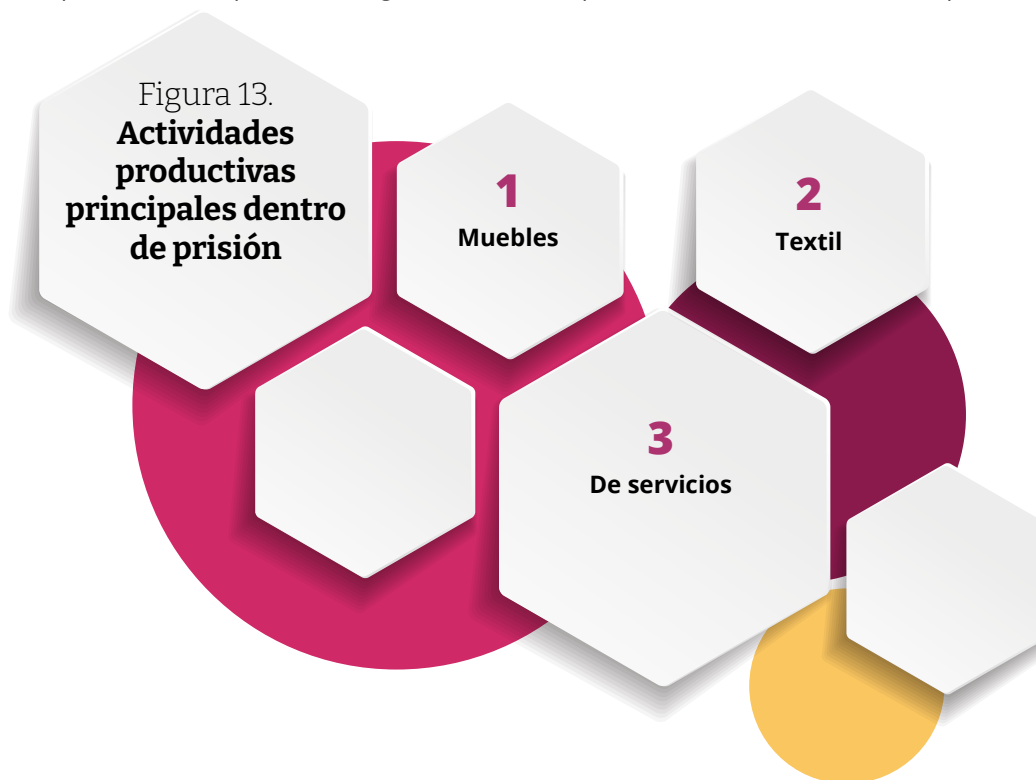 Figura 13.
Actividades
productivas
principales dentro
de prisión
1
Muebles
2
Textil
3
De servicios